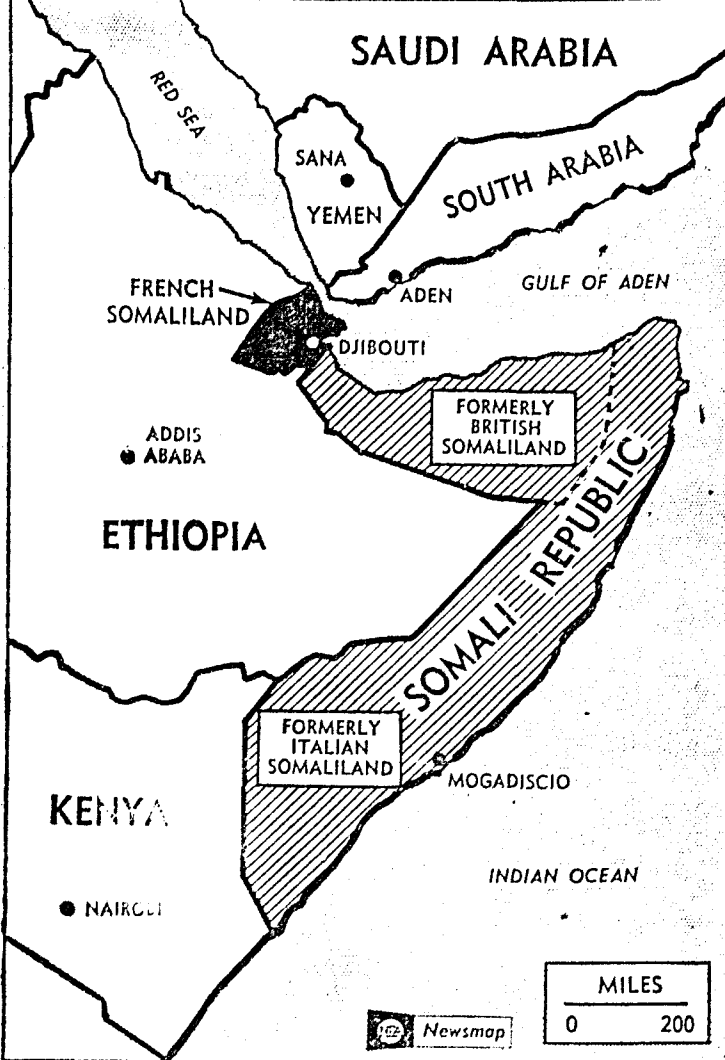 SAUDI ARABIA
RED SEA
SANA
YEMEN
SOUTH ARABIA
FRENCH
SOMALILAND
ADEN
GULF OF ADEN
DJIBOUTI
FORMERLY
BRITISH
SOMALILAND
ADDIS
ABABA
ETHIOPIA
SOMALI REPUBLIC
FORMERLY
ITALIAN
SOMALILAND
MOGADISCIO
KENYA
INDIAN OCEAN
NAIROBI
MILES
0 200
Newsmap